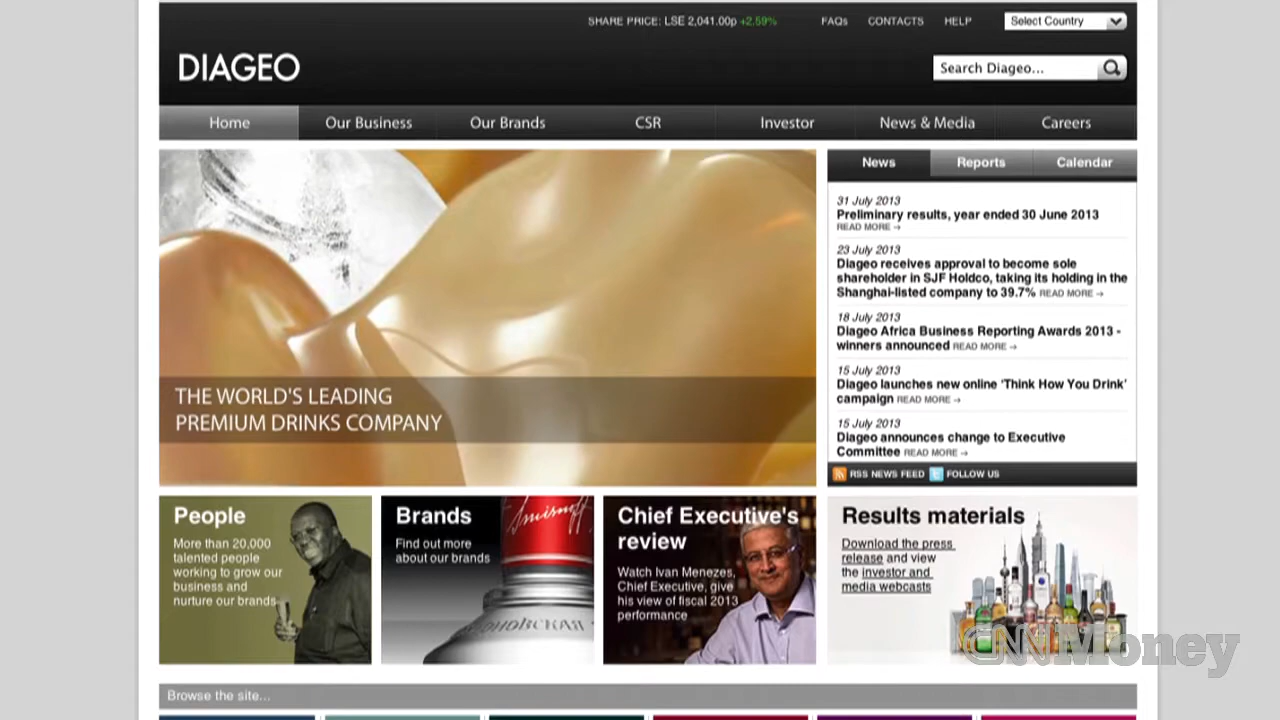 SHARE PRICE: LSE 2,041.00p +2.59%
FAQs
CONTACTS
HELP
Select Country
DIAGEO
Search Diageo...
Home
Our Business
Our Brands
CSR
Investor
News & Media
Careers
THE WORLD'S LEADING
PREMIUM DRINKS COMPANY
News
Reports
Calendar
31 July 2013
Preliminary results, year ended 30 June 2013
READ MORE →
23 July 2013
Diageo receives approval to become sole
shareholder in SJF Holdco, taking its holding in the
Shanghai-listed company to 39.7% READ MORE →
18 July 2013
Diageo Africa Business Reporting Awards 2013 -
winners announced READ MORE →
15 July 2013
Diageo launches new online 'Think How You Drink'
campaign READ MORE →
15 July 2013
Diageo announces change to Executive
Committee READ MORE →
RSS NEWS FEED
FOLLOW US
People
More than 20,000
talented people
working to grow our
business and
nurture our brands
Brands
Find out more
about our brands
Smirnoff
Chief Executive's
review
Watch Ivan Menezes,
Chief Executive, give
his view of fiscal 2013
performance
Results materials
Download the press
release and view
the investor and
media webcasts
CNNMoney
Browse the site...